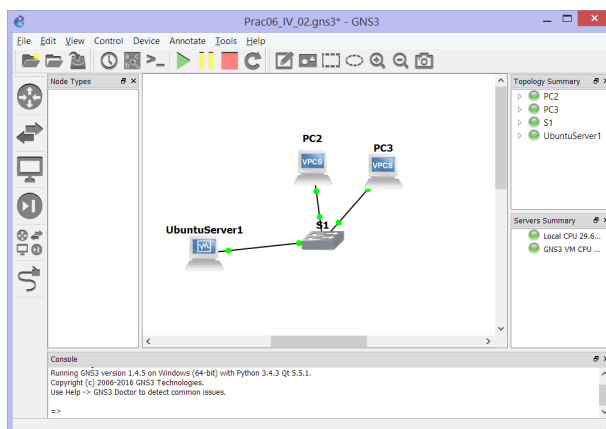 Prac06_IV_02.gns3* - GNS3
File Edit View Control Device Annotate Tools Help
Node Types
Topology Summary
PC2
PC3
S1
UbuntuServer1
PC2
VPCS
PC3
VPCS
S1
UbuntuServer1
Servers Summary
Local CPU 29.6...
GNS3 VM CPU ...
Console
Running GNS3 version 1.4.5 on Windows (64-bit) with Python 3.4.3 Qt 5.5.1.
Copyright (c) 2006-2016 GNS3 Technologies.
Use Help -> GNS3 Doctor to detect common issues.
=>